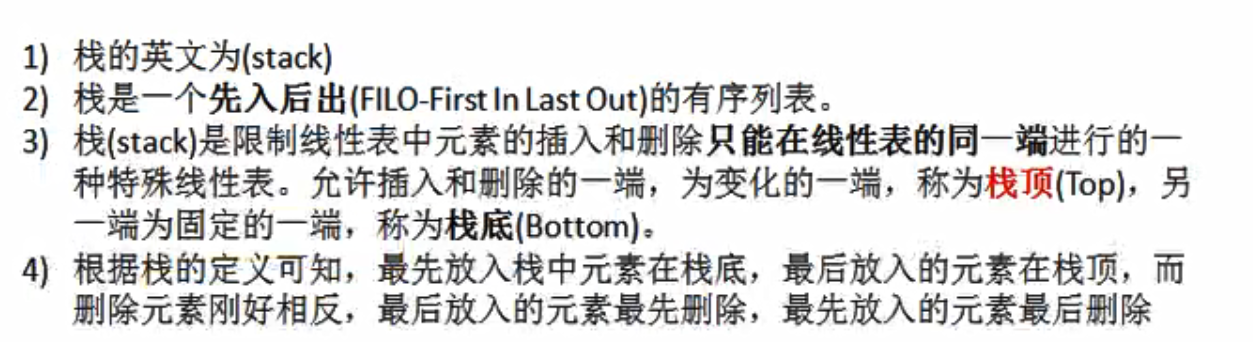 1) 栈的英文为(stack)
2) 栈是一个先入后出(FILO-First In Last Out)的有序列表。
3) 栈(stack)是限制线性表中元素的插入和删除只能在线性表的同一端进行的一
种特殊线性表。允许插入和删除的一端，为变化的一端，称为栈顶(Top)，另
一端为固定的一端，称为栈底(Bottom)。
4) 根据栈的定义可知，最先放入栈中元素在栈底，最后放入的元素在栈顶，而
删除元素刚好相反，最后放入的元素最先删除，最先放入的元素最后删除